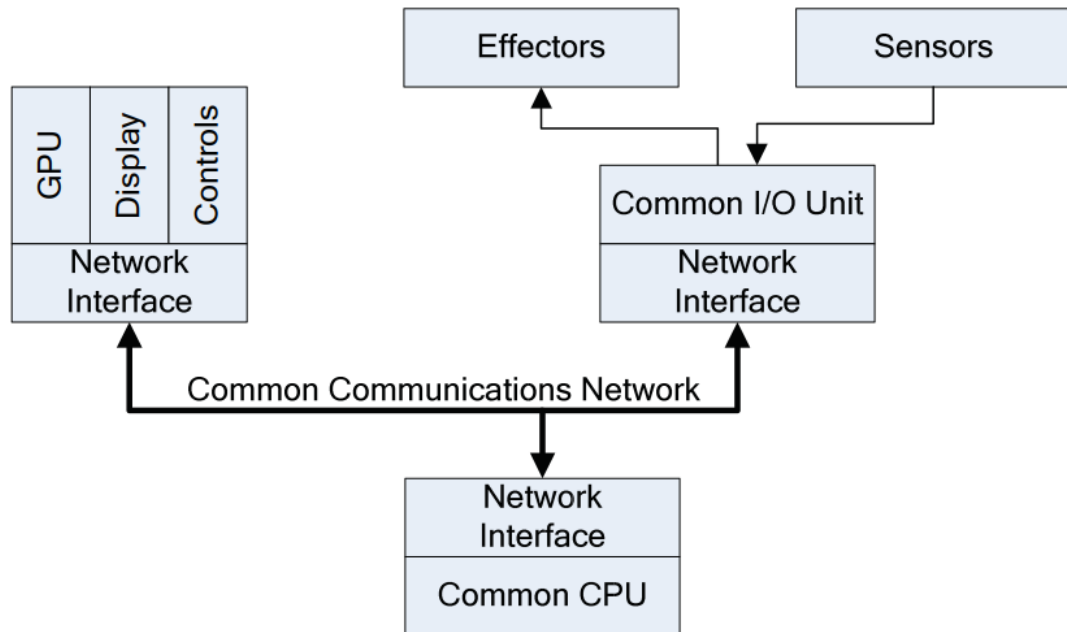 Effectors
Sensors
GPU
Display
Controls
Network
Interface
Common I/O Unit
Network
Interface
Common Communications Network
Network
Interface
Common CPU